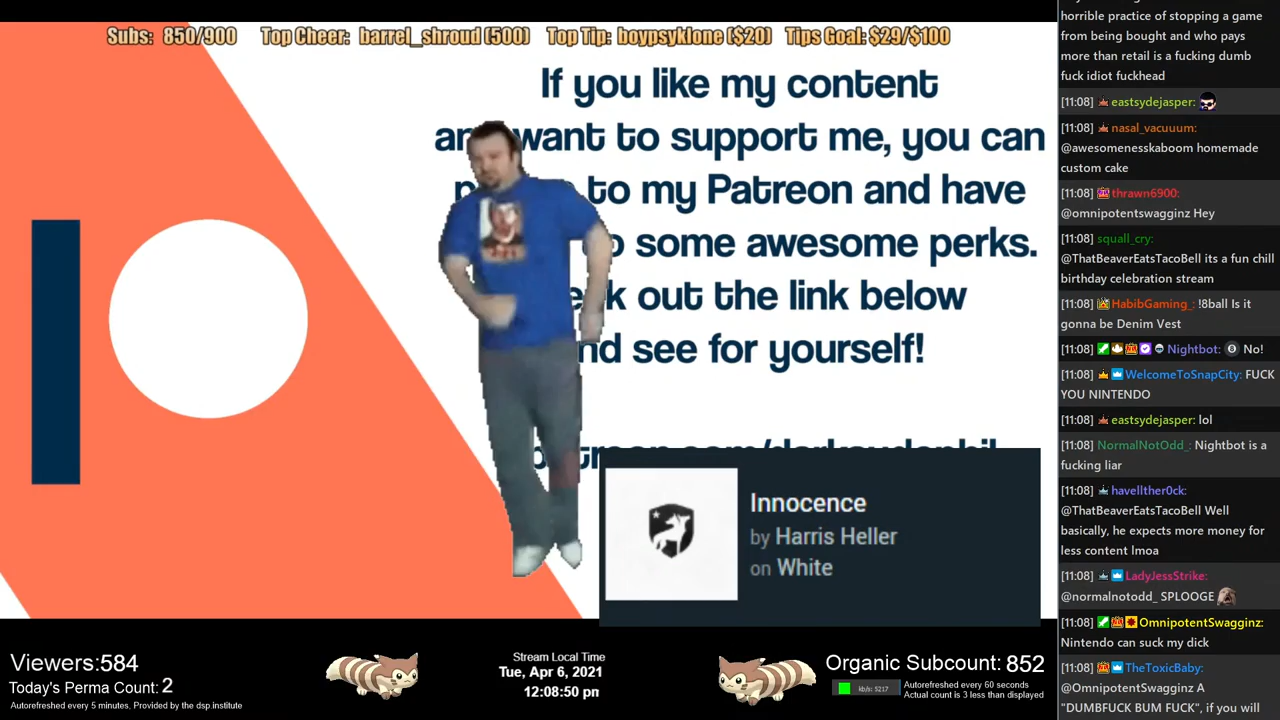 Subs: 850/900 Top Cheer: barrel_shroud (500) Top Tip: boypsyklone ($20) Tips Goal: $29/$100
If you like my content
want to support me, you can
to my Patreon and have
some awesome perks.
out the link below
see for yourself!
Innocence
by Harris Heller
on White
Viewers:584
Today's Perma Count: 2
Autorefreshed every 5 minutes. Provided by the dsp.institute
Stream Local Time
Tue, Apr 6, 2021
12:08:50 pm
Organic Subcount: 852
kb/s: 5217
Autorefreshed every 60 seconds
Actual count is 3 less than displayed
horrible practice of stopping a game
from being bought and who pays
more than retail is a fucking dumb
fuck idiot fuckhead
[11:08] eastsydejasper:
[11:08] nasal_vacuuum:
@awesomenesskaboom homemade
custom cake
[11:08] thrawn6900:
@omnipotentswagginz Hey
[11:08] squall_cry:
@ThatBeaverEatsTacoBell its a fun chill
birthday celebration stream
[11:08] HabibGaming_: !8ball Is it
gonna be Denim Vest
[11:08] Nightbot: 8 No!
[11:08] WelcomeToSnapCity: FUCK
YOU NINTENDO
[11:08] eastsydejasper: lol
[11:08] NormalNotOdd_: Nightbot is a
fucking liar
[11:08] havellther0ck:
@ThatBeaverEatsTacoBell Well
basically, he expects more money for
less content lmoa
[11:08] LadyJessStrike:
@normalnotodd_ SPLOOGE
[11:08] OmnipotentSwagginz:
Nintendo can suck my dick
[11:08] TheToxicBaby:
@OmnipotentSwagginz A
"DUMBFUCK BUM FUCK", if you will